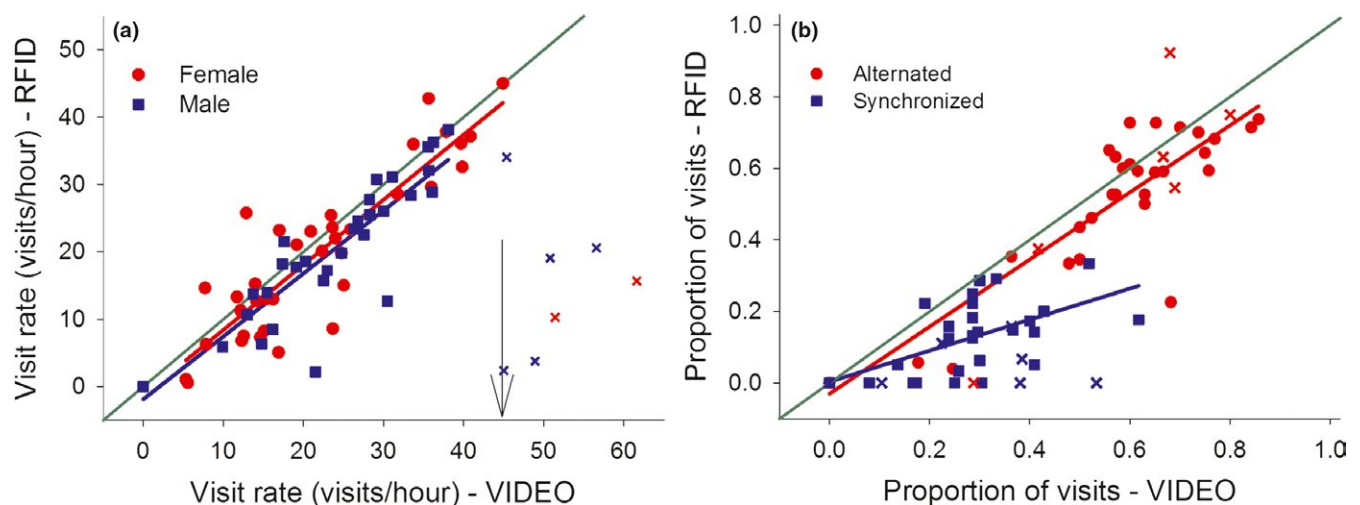 (a)
Female
Male
Visit rate (visits/hour) - RFID
50
40
30
20
10
0
0 10 20 30 40 50 60
Visit rate (visits/hour) - VIDEO
(b)
Alternated
Synchronized
Proportion of visits - RFID
1.0
0.8
0.6
0.4
0.2
0.0
0.0 0.2 0.4 0.6 0.8 1.0
Proportion of visits - VIDEO